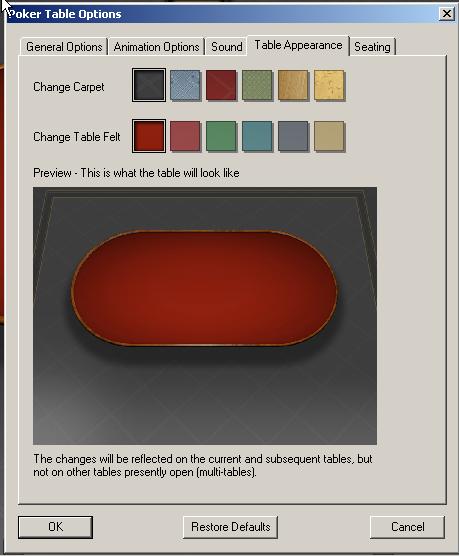 Poker Table Options
General Options
Animation Options
Sound
Table Appearance
Seating
Change Carpet
Change Table Felt
Preview - This is what the table will look like
The changes will be reflected on the current and subsequent tables, but
not on other tables presently open (multi-tables).
OK
Restore Defaults
Cancel